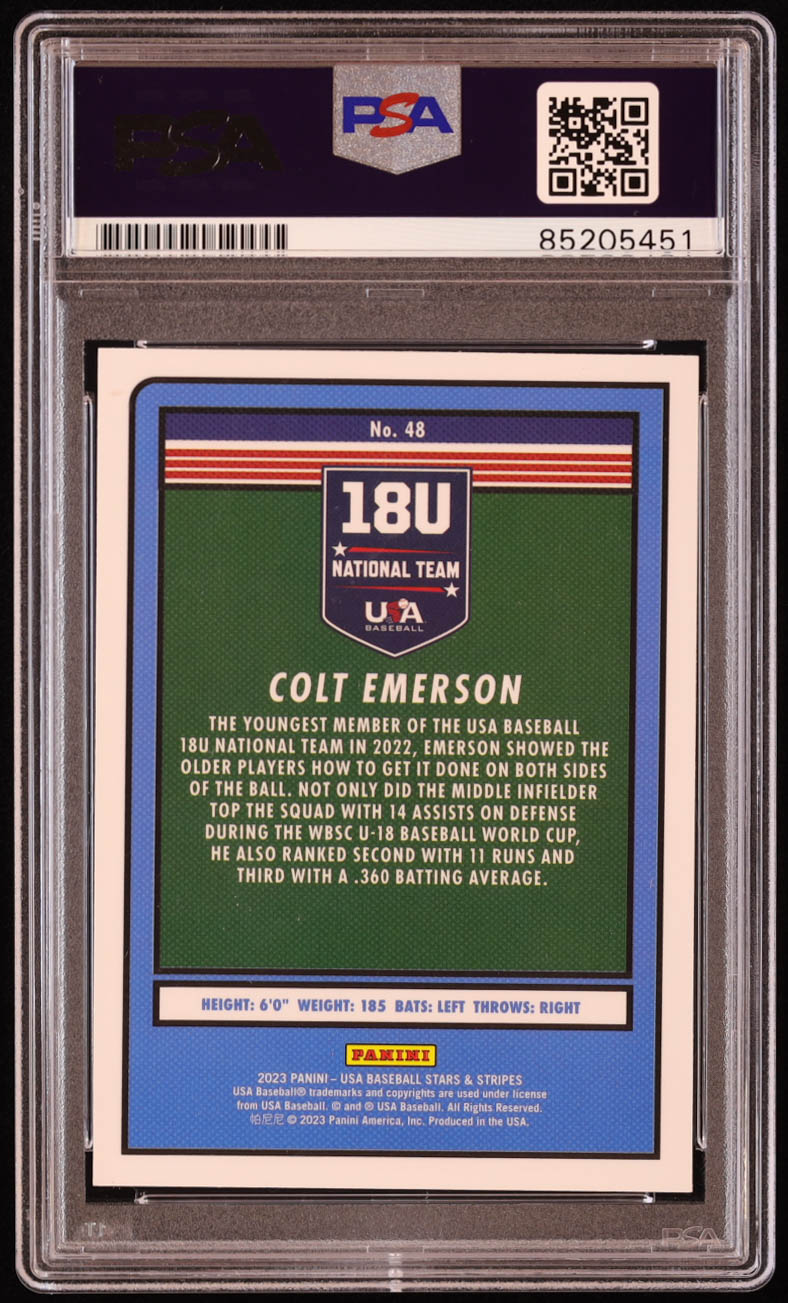 PSA
PSA
85205451
No. 48
18U
NATIONAL TEAM
USA
BASEBALL
COLT EMERSON
THE YOUNGEST MEMBER OF THE USA BASEBALL
18U NATIONAL TEAM IN 2022, EMERSON SHOWED THE
OLDER PLAYERS HOW TO GET IT DONE ON BOTH SIDES
OF THE BALL. NOT ONLY DID THE MIDDLE INFIELDER
TOP THE SQUAD WITH 14 ASSISTS ON DEFENSE
DURING THE WBSC U-18 BASEBALL WORLD CUP,
HE ALSO RANKED SECOND WITH 11 RUNS AND
THIRD WITH A .360 BATTING AVERAGE.
HEIGHT: 6'0" WEIGHT: 185 BATS: LEFT THROWS: RIGHT
PANINI
2023 PANINI – USA BASEBALL STARS & STRIPES
USA Baseball® trademarks and copyrights are used under license
from USA Baseball. © and ® USA Baseball. All Rights Reserved.
帕尼尼 © 2023 Panini America, Inc. Produced in the USA.
PSA